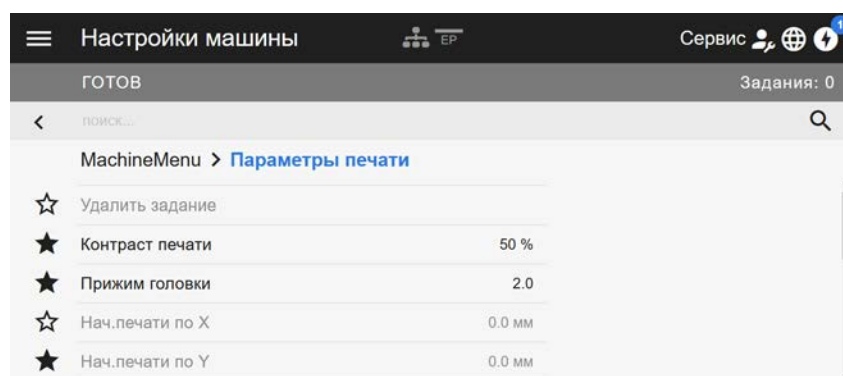 Настройки машины EP Сервис 1
ГОТОВ Задания: 0
поиск...
MachineMenu > Параметры печати
Удалить задание
Контраст печати 50 %
Прижим головки 2.0
Нач.печати по X 0.0 мм
Нач.печати по Y 0.0 мм